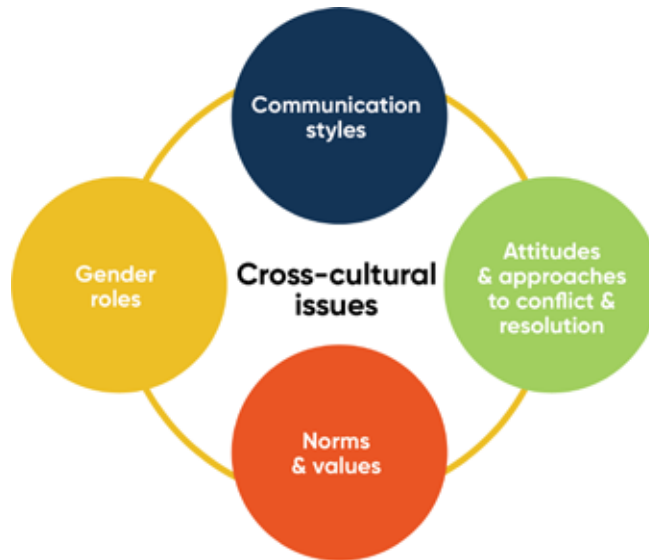 Communication
styles
Gender
roles
Cross-cultural
issues
Attitudes
& approaches
to conflict &
resolution
Norms
& values